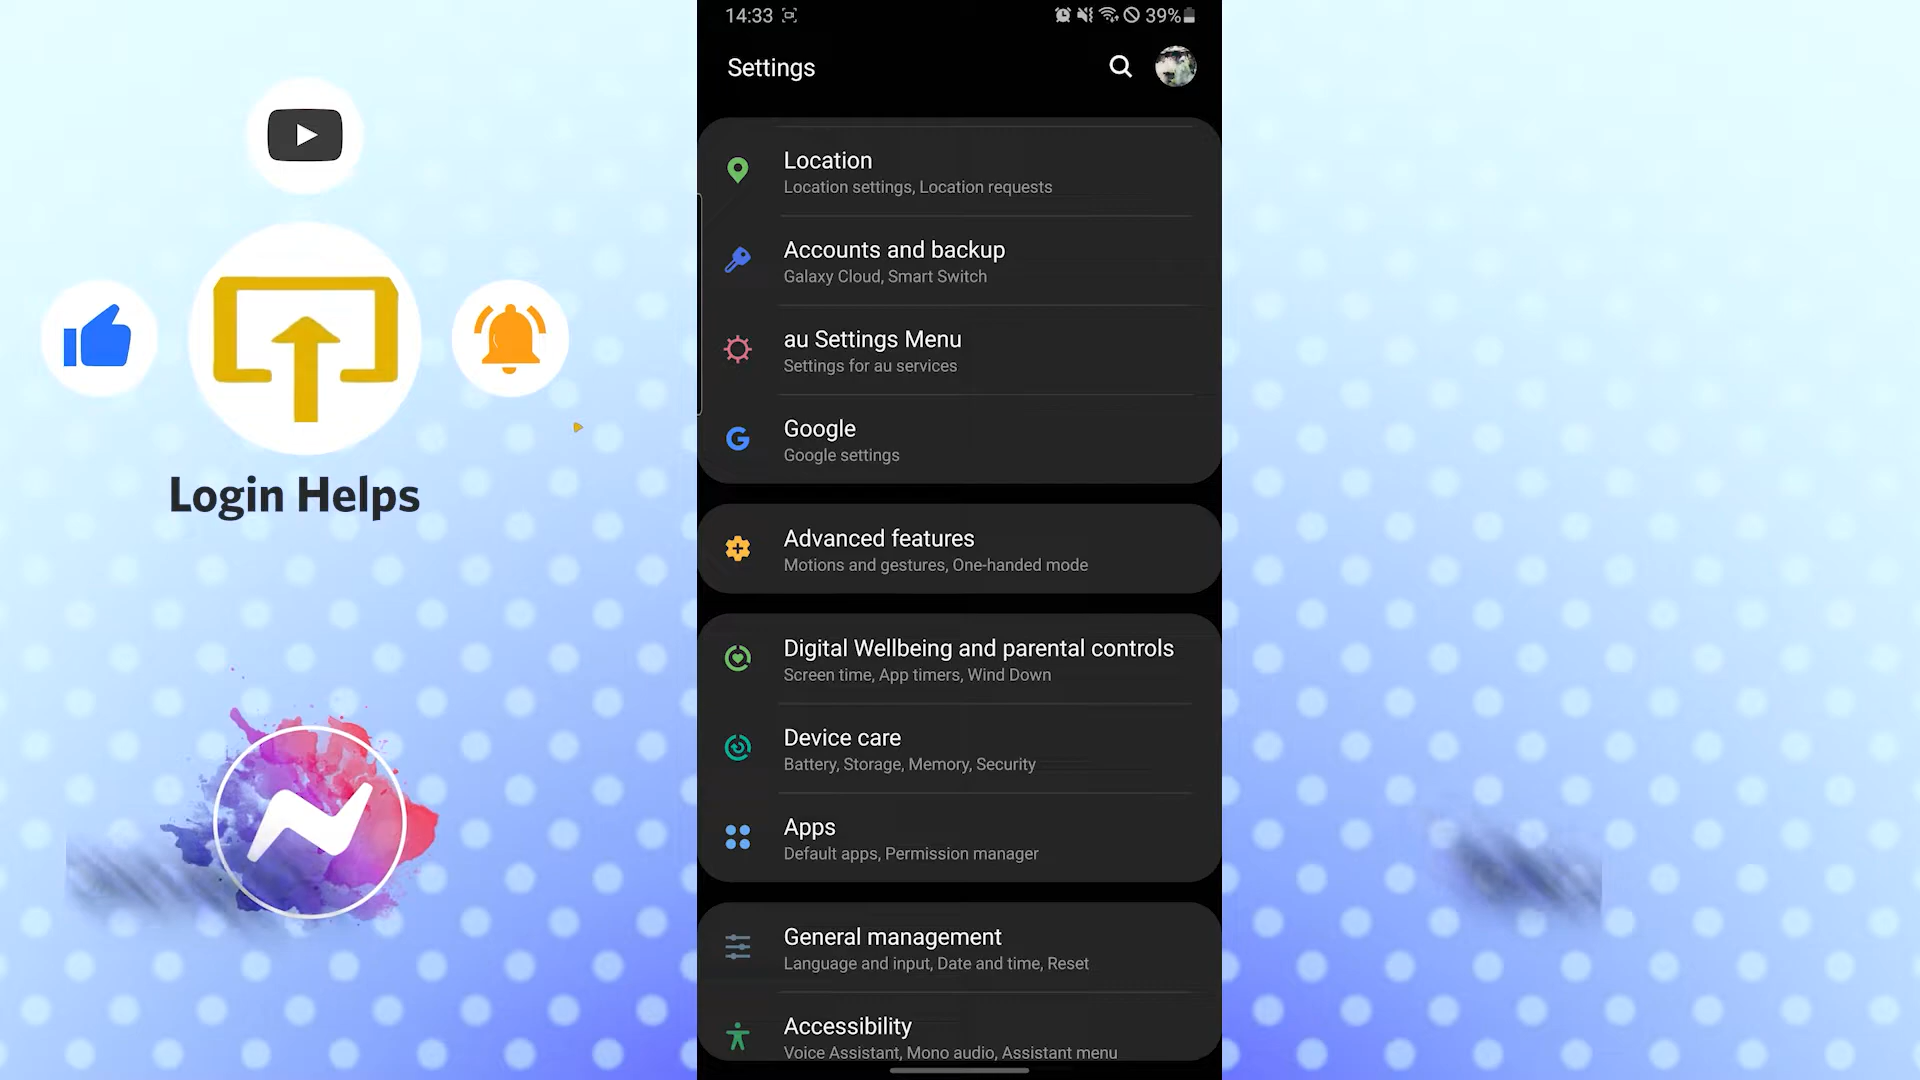 14:33
39%
Settings
Location
Location settings, Location requests
Accounts and backup
Galaxy Cloud, Smart Switch
au Settings Menu
Settings for au services
Google
Google settings
Advanced features
Motions and gestures, One-handed mode
Digital Wellbeing and parental controls
Screen time, App timers, Wind Down
Device care
Battery, Storage, Memory, Security
Apps
Default apps, Permission manager
General management
Language and input, Date and time, Reset
Accessibility
Voice Assistant, Mono audio, Assistant menu
Login Helps